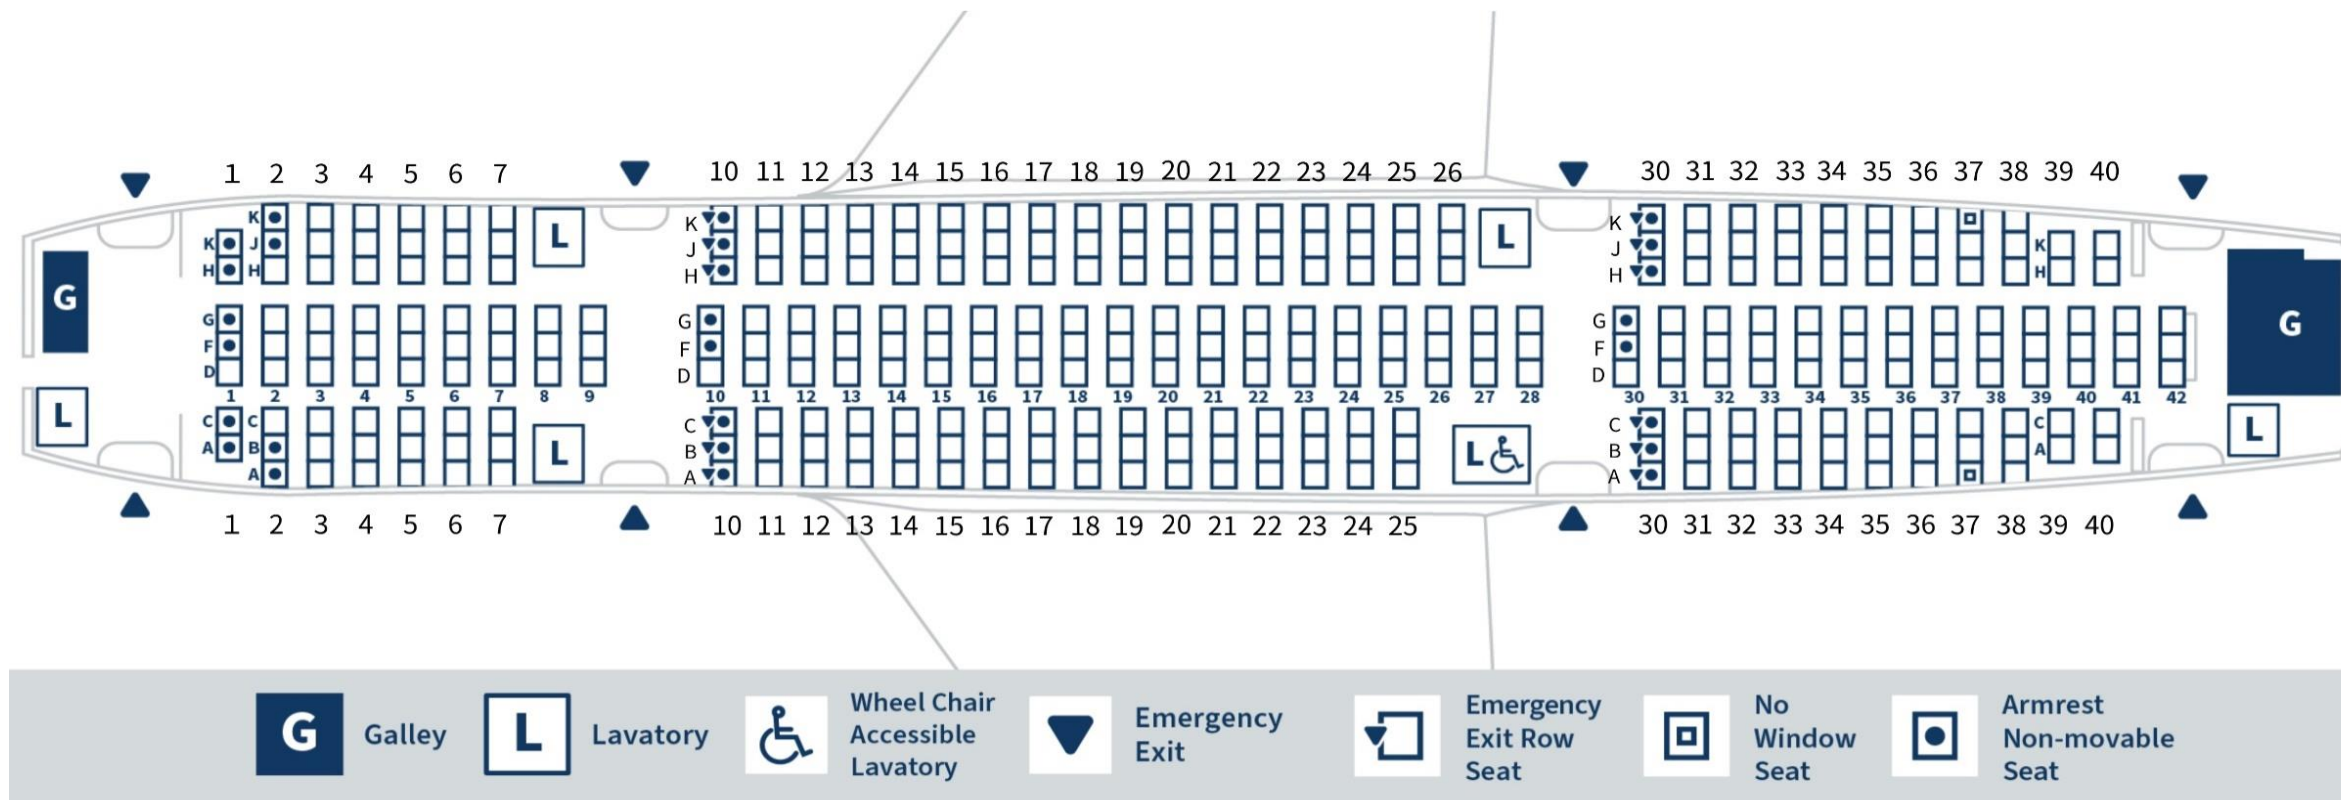 1 2 3 4 5 6 7 10 11 12 13 14 15 16 17 18 19 20 21 22 23 24 25 26 30 31 32 33 34 35 36 37 38 39 40
K K K
K J L J L J K
H H H H H
G G
G G G G
F F F
D D D
1 2 3 4 5 6 7 8 9 10 11 12 13 14 15 16 17 18 19 20 21 22 23 24 25 26 27 28 30 31 32 33 34 35 36 37 38 39 40 41 42
L C C C C C L
A B L B L B A
A A A
1 2 3 4 5 6 7 10 11 12 13 14 15 16 17 18 19 20 21 22 23 24 25 30 31 32 33 34 35 36 37 38 39 40
G Galley
L Lavatory
Wheel Chair
Accessible
Lavatory
Emergency
Exit
Emergency
Exit Row
Seat
No
Window
Seat
Armrest
Non-movable
Seat